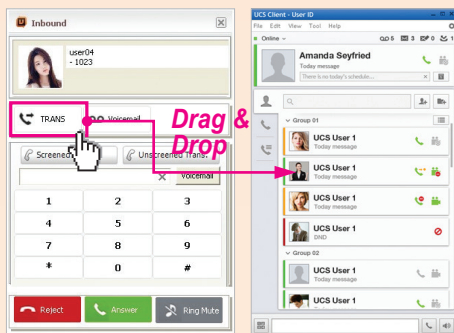 Inbound
user04
- 1023
TRANS
Voicemail
Drag &
Drop
Screened
Unscreened Trans.
Voicemail
1 2 3
4 5 6
7 8 9
* 0 #
Reject
Answer
Ring Mute
UCS Client - User ID
File Edit View Tool Help
Online
Amanda Seyfried
Today message
There is no today's schedule...
Group 01
UCS User 1
Today message
UCS User 1
Today message
UCS User 1
Today message
UCS User 1
DND
Group 02
UCS User 1
Today message
UCS User 1
Today message